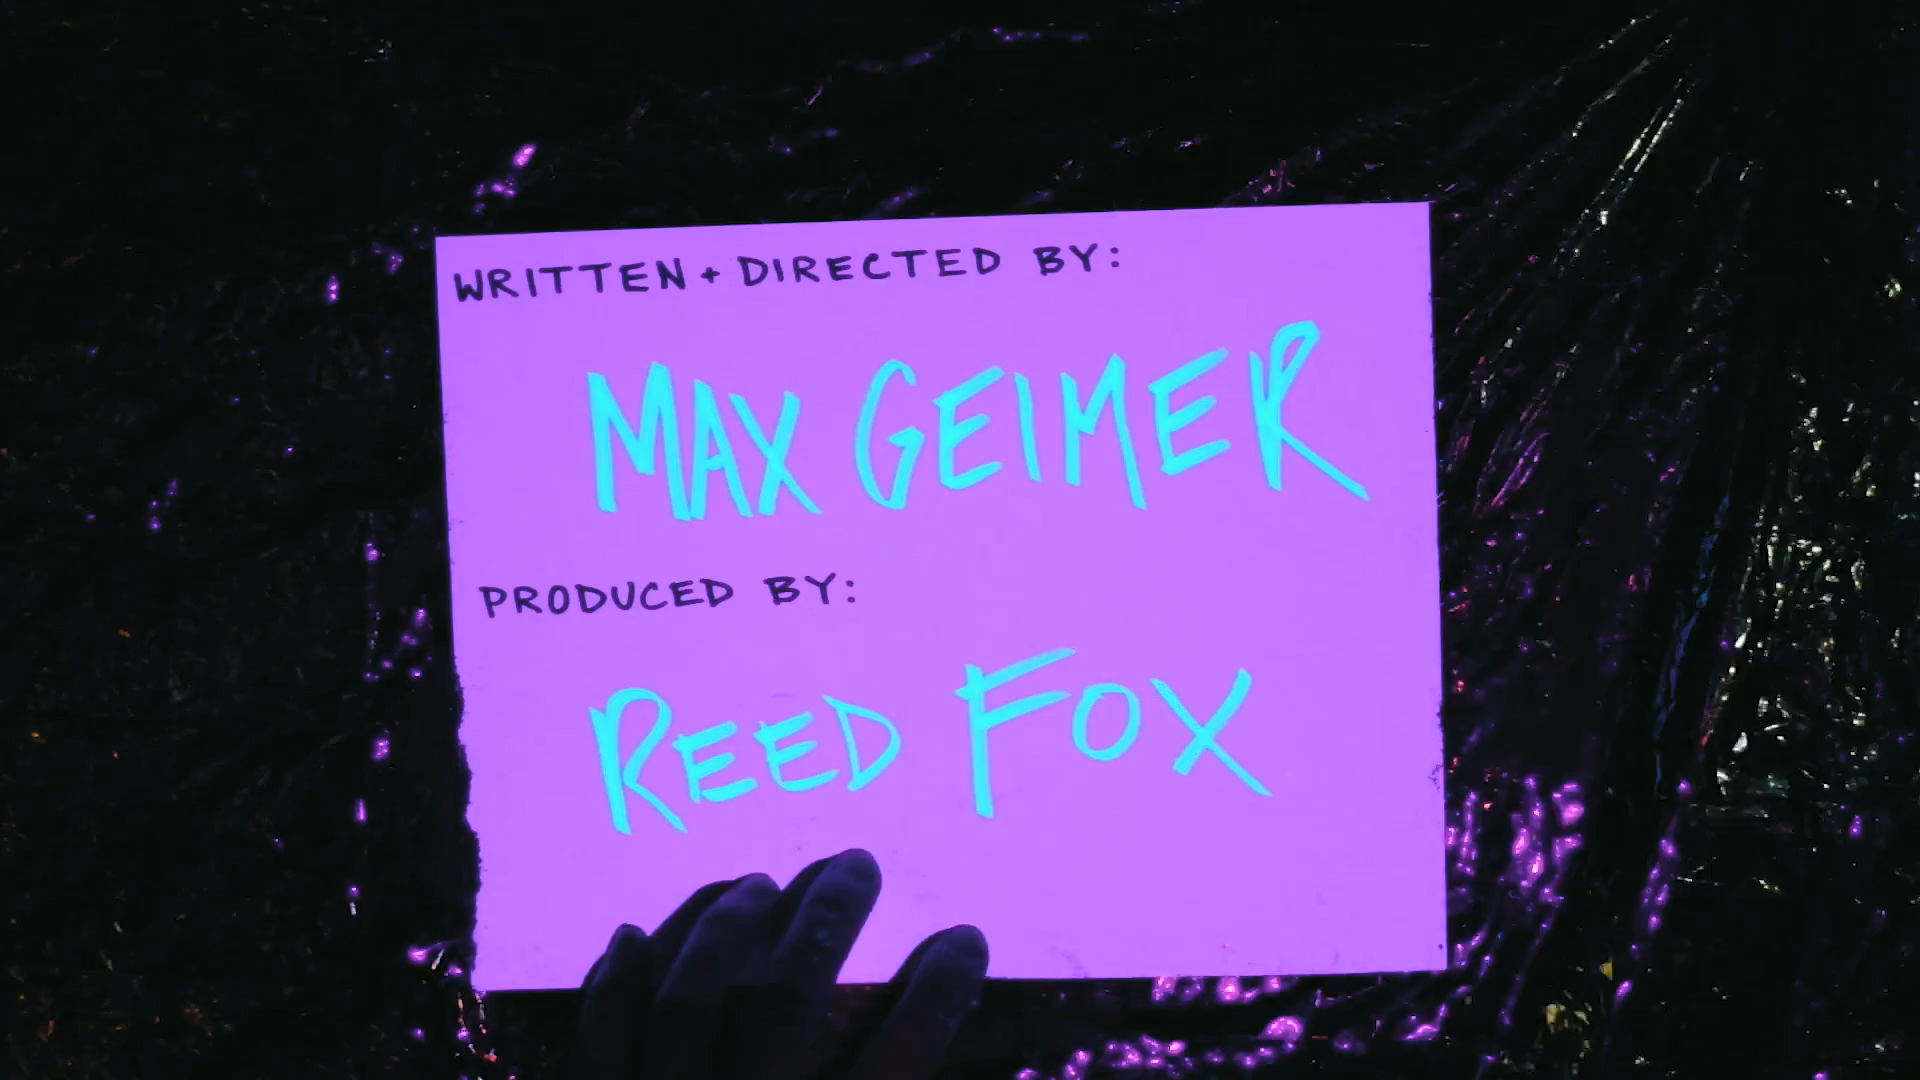 WRITTEN + DIRECTED BY:
MAX GEIMER
PRODUCED BY:
REED FOX